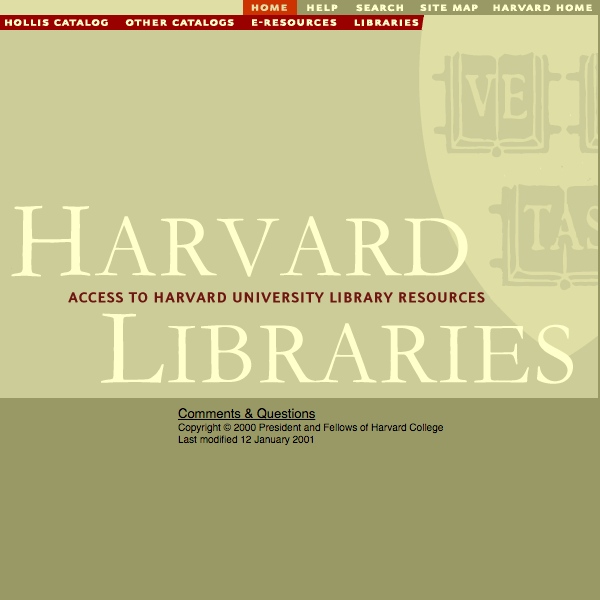 HOME HELP SEARCH SITE MAP HARVARD HOME
HOLLIS CATALOG OTHER CATALOGS E-RESOURCES LIBRARIES
VE
TAS
HARVARD
ACCESS TO HARVARD UNIVERSITY LIBRARY RESOURCES
LIBRARIES
Comments & Questions
Copyright © 2000 President and Fellows of Harvard College
Last modified 12 January 2001